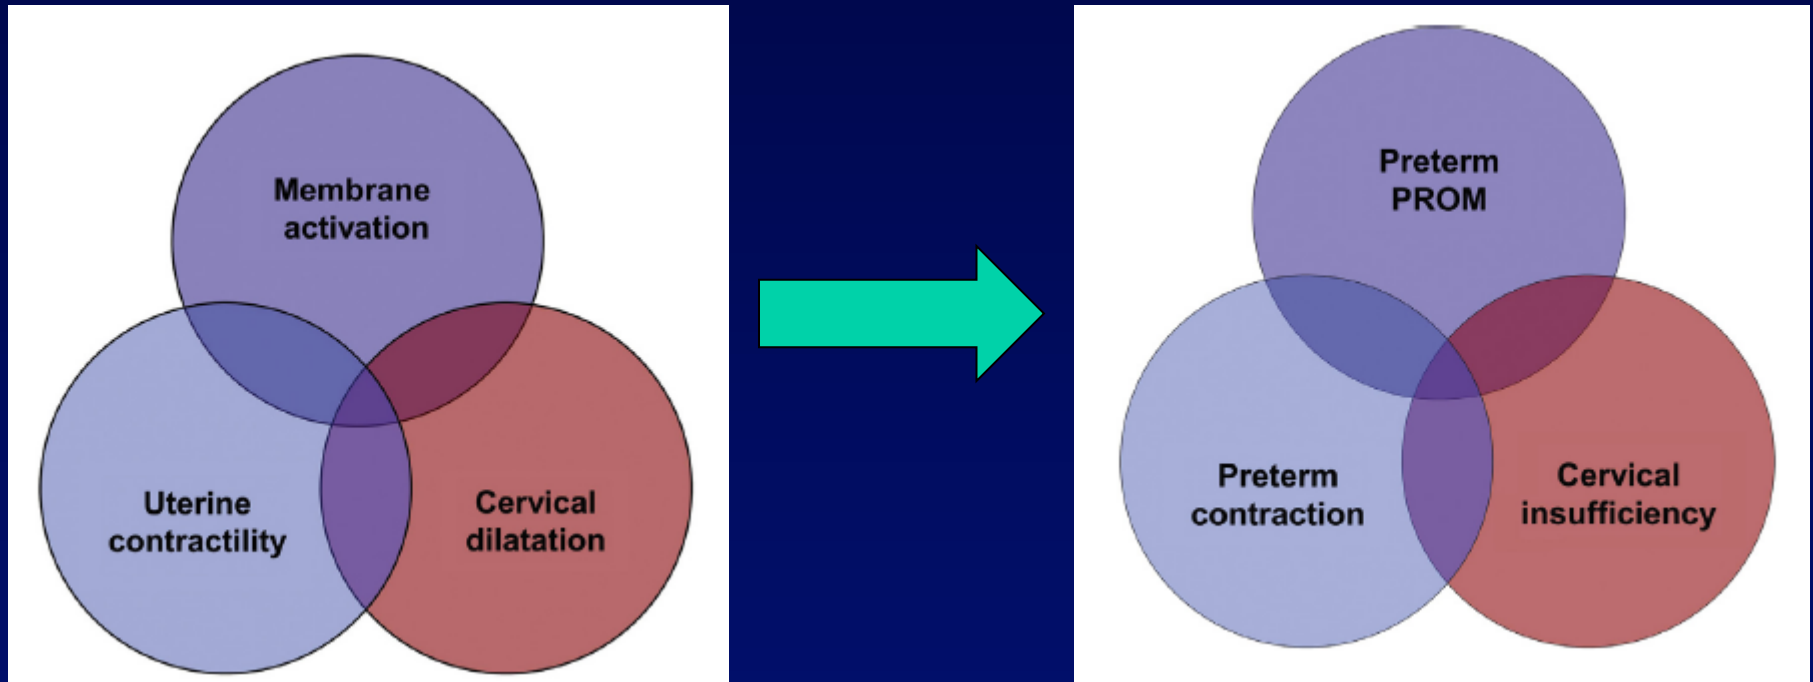 Membrane
activation
Uterine
contractility
Cervical
dilatation
Preterm
PROM
Preterm
contraction
Cervical
insufficiency